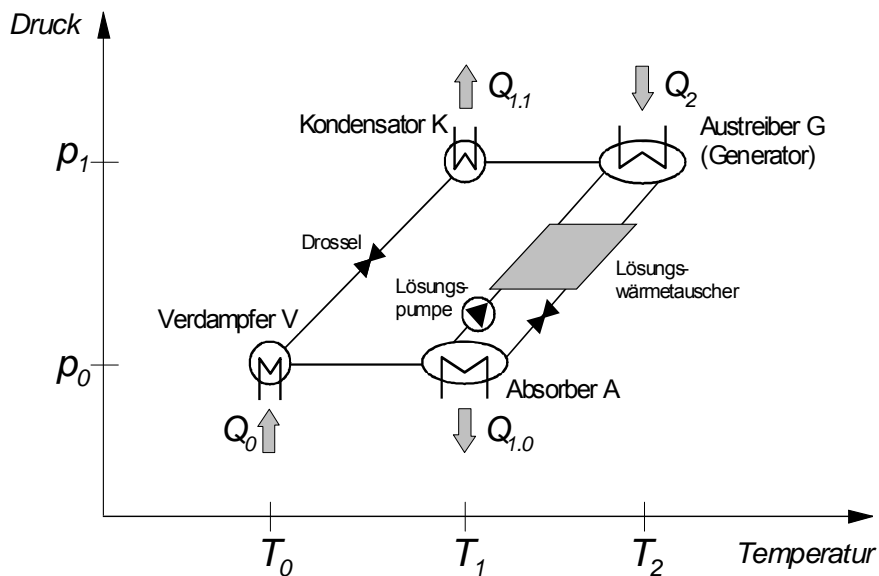 Druck
Q1.1
Q2
Kondensator K
Austreiber G
(Generator)
p1
Drossel
Lösungs-
pumpe
Lösungs-
wärmetauscher
Verdampfer V
p0
Absorber A
Q0
Q1.0
T0
T1
T2
Temperatur